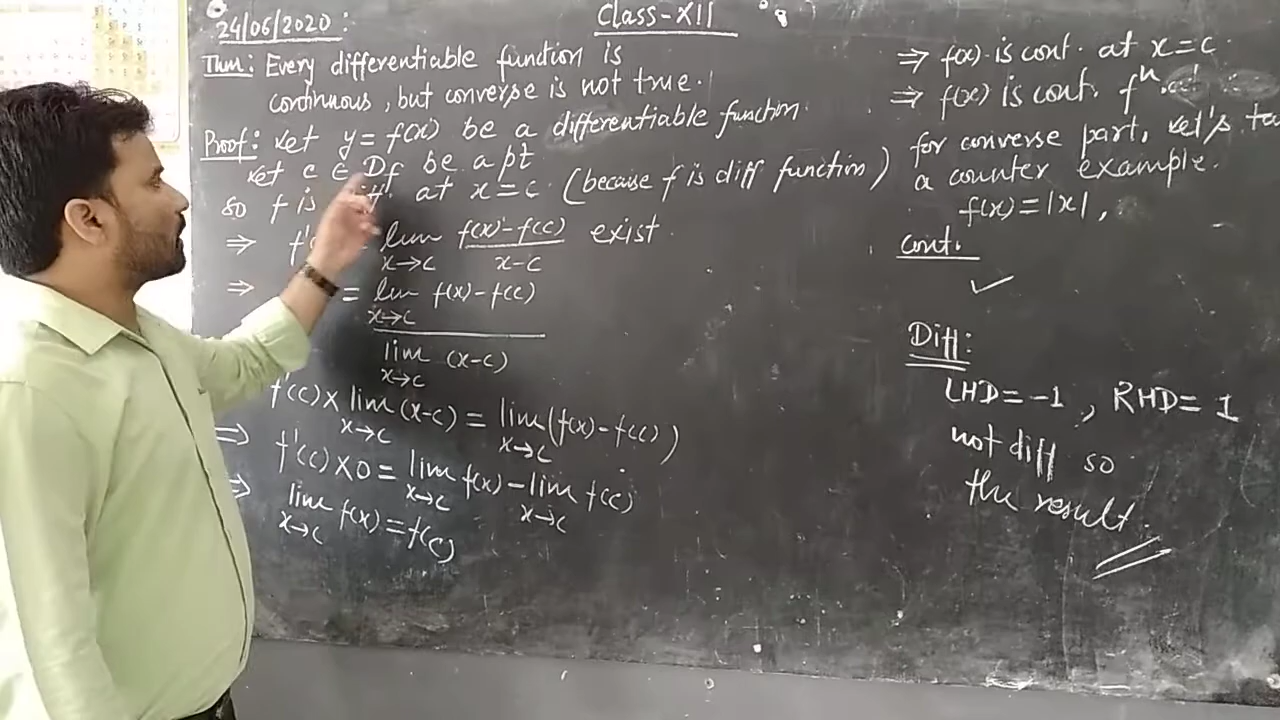 24/06/2020:
Class-XII
Thm: Every differentiable function is
continuous, but converse is not true.
Proof: Let y = f(x) be a differentiable function
Let c ∈ Df be a pt
so f is diff at x = c. (because f is diff function)
⇒ f'( = lim x→c f(x)-f(c) / x-c exist.
⇒ = lim x→c f(x)-f(c)
lim x→c (x-c)
f'(c) × lim x→c (x-c) = lim x→c (f(x)-f(c))
⇒ f'(c) × 0 = lim x→c f(x) - lim x→c f(c)
⇒ lim x→c f(x) = f(c)
⇒ f(x) is cont. at x = c.
⇒ f(x) is cont. fⁿ.
for converse part, Let's ta
a counter example.
f(x) = |x|,
cont.
✓
Diff:
LHD = -1, RHD = 1
not diff so
the result.